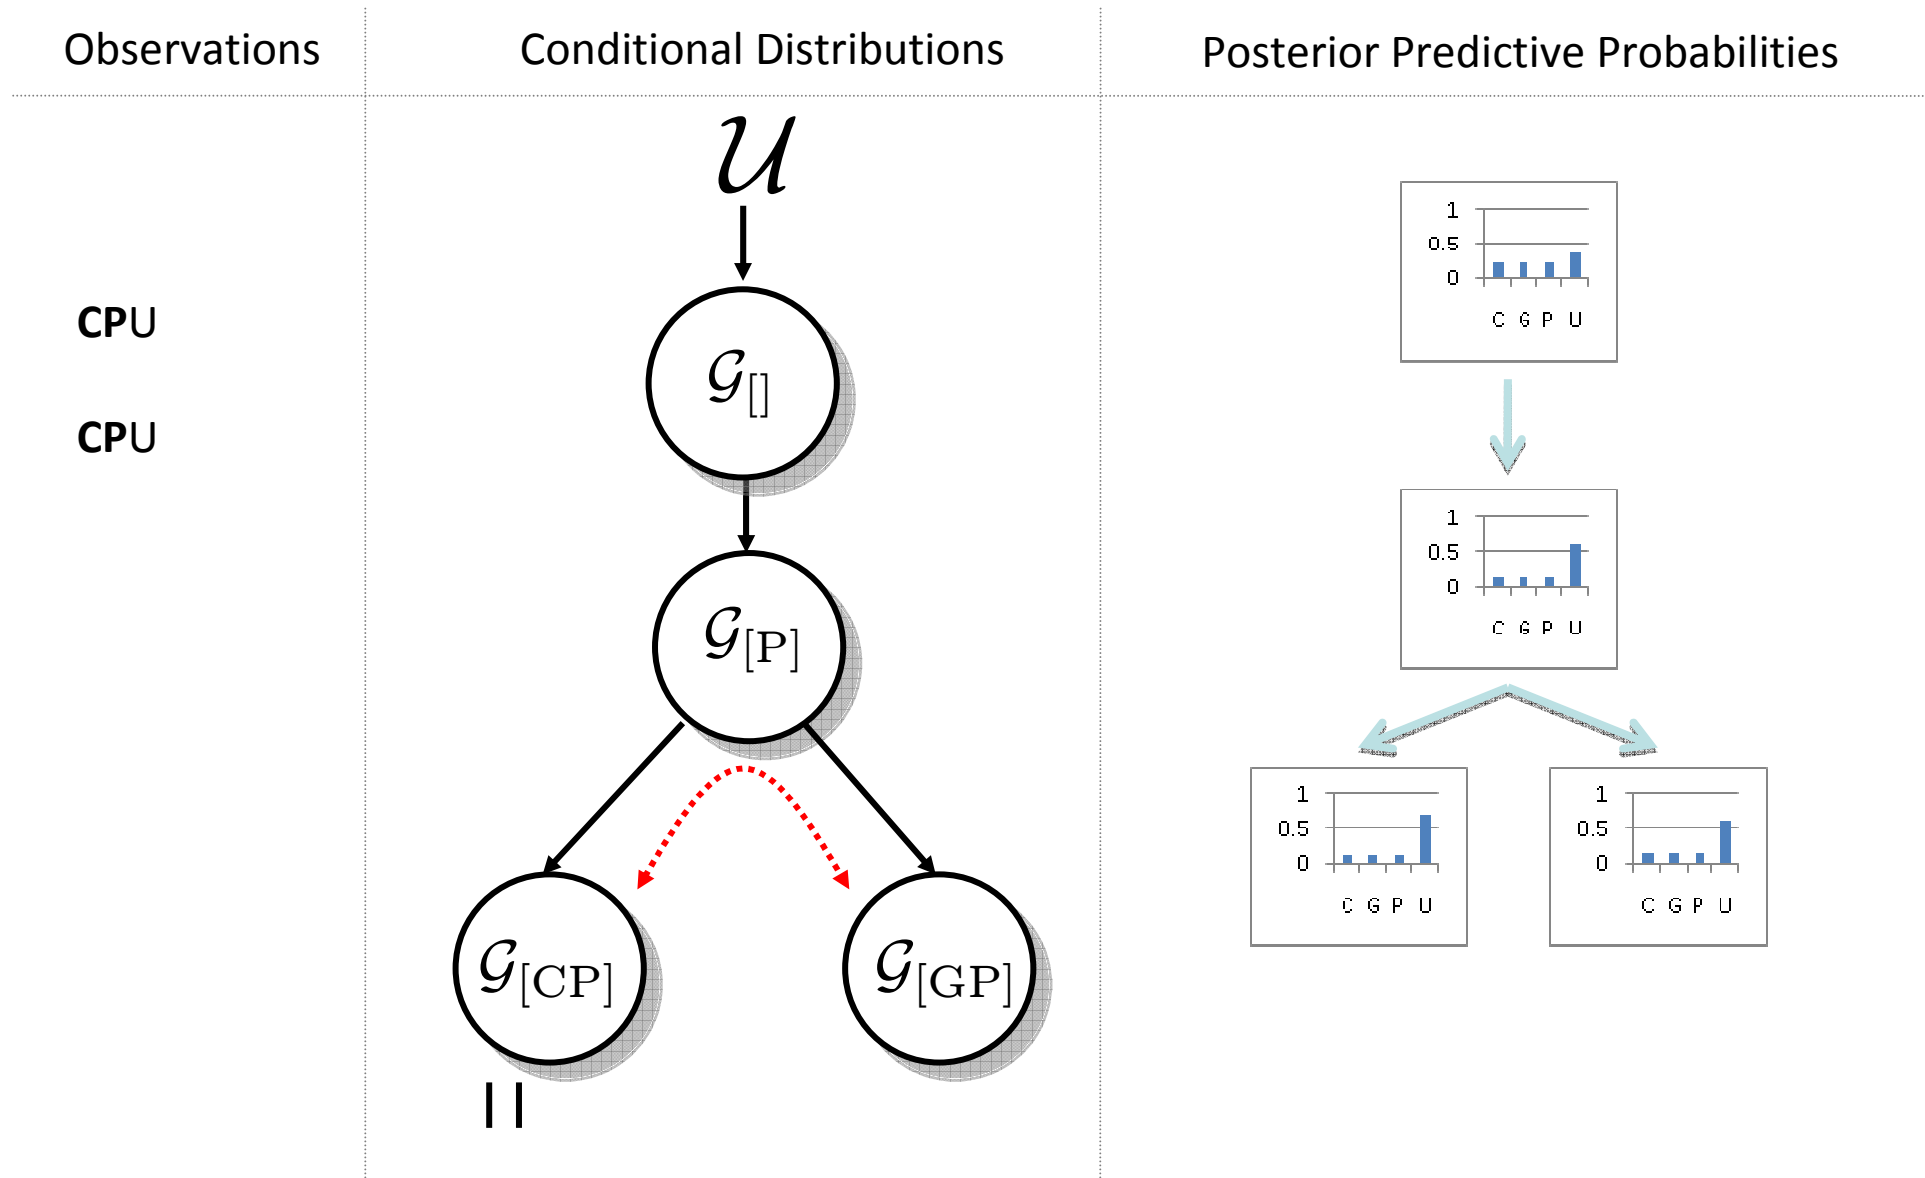 Observations
Conditional Distributions
Posterior Predictive Probabilities
CPU
CPU
𝒰
𝒢[]
𝒢[P]
𝒢[CP]
𝒢[GP]
1
0.5
0
C G P U
1
0.5
0
C G P U
1
0.5
0
C G P U
1
0.5
0
C G P U